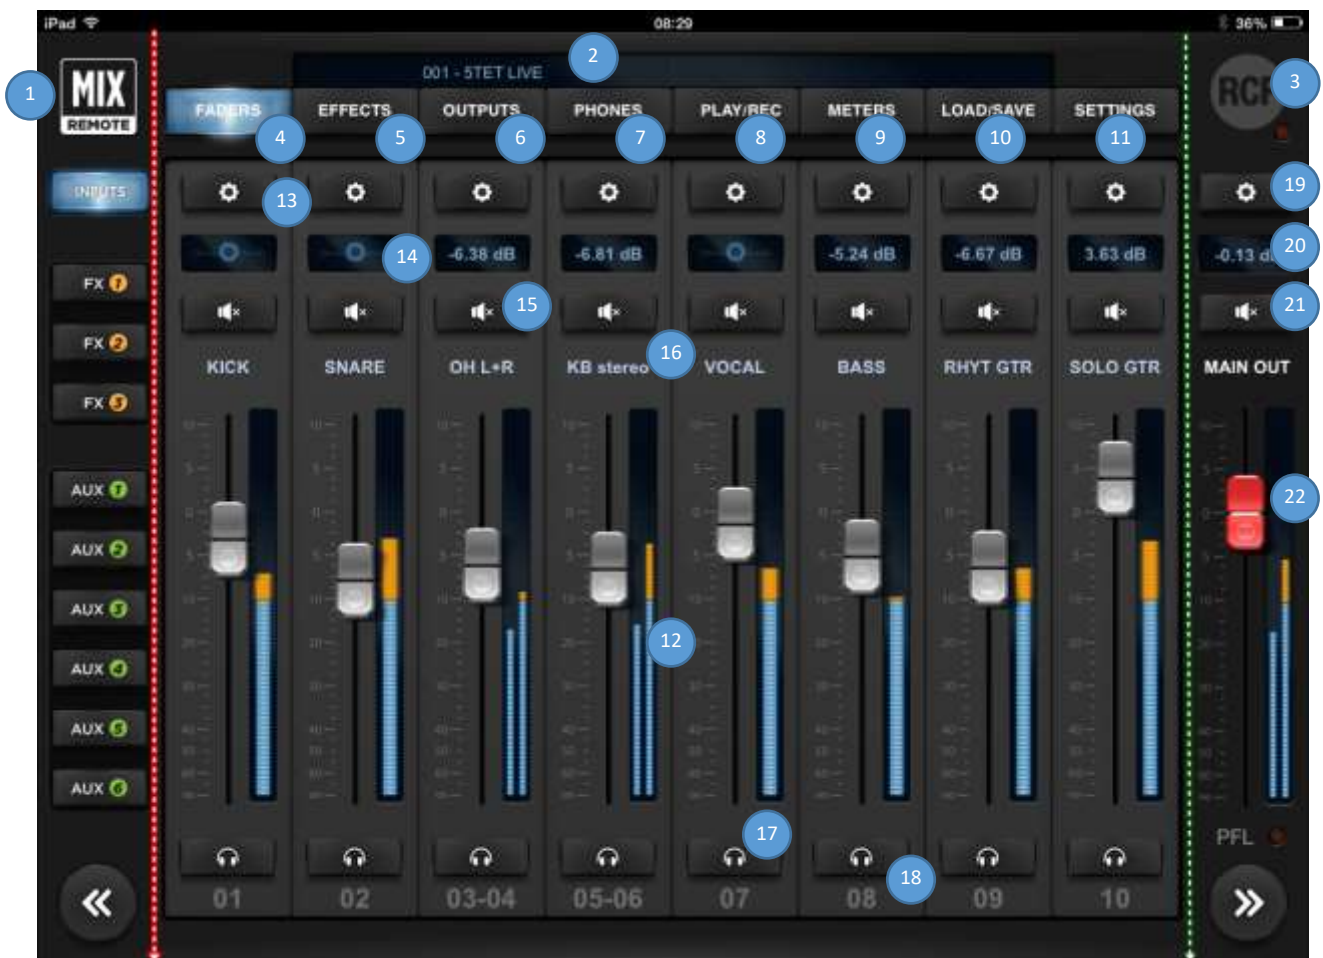 iPad 08:29 36%
1 MIX REMOTE
2
001 - 5TET LIVE
3 RCF
FADERS EFFECTS OUTPUTS PHONES PLAY/REC METERS LOAD/SAVE SETTINGS
4 5 6 7 8 9 10 11
INPUTS
13 19
14 -6.38 dB -6.81 dB -5.24 dB -6.67 dB 3.63 dB -0.13 20
FX 1
15 21
FX 2
16
KICK SNARE OH L+R KB stereo VOCAL BASS RHYT GTR SOLO GTR MAIN OUT
FX 3
AUX 1
22
AUX 2
AUX 3
12
AUX 4
AUX 5
AUX 6
17
PFL
18
01 02 03-04 05-06 07 08 09 10